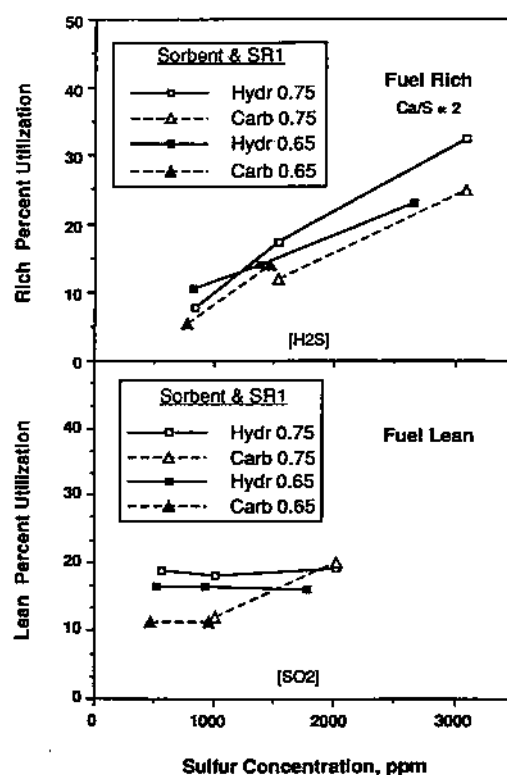 50
40
30
20
10
0
Rich Percent Utilization
Sorbent & SR1
Hydr 0.75
Carb 0.75
Hydr 0.65
Carb 0.65
Fuel Rich
Ca/S = 2
[H2S]
40
30
20
10
0
Lean Percent Utilization
Sorbent & SR1
Hydr 0.75
Carb 0.75
Hydr 0.65
Carb 0.65
Fuel Lean
[SO2]
0 1000 2000 3000
Sulfur Concentration, ppm